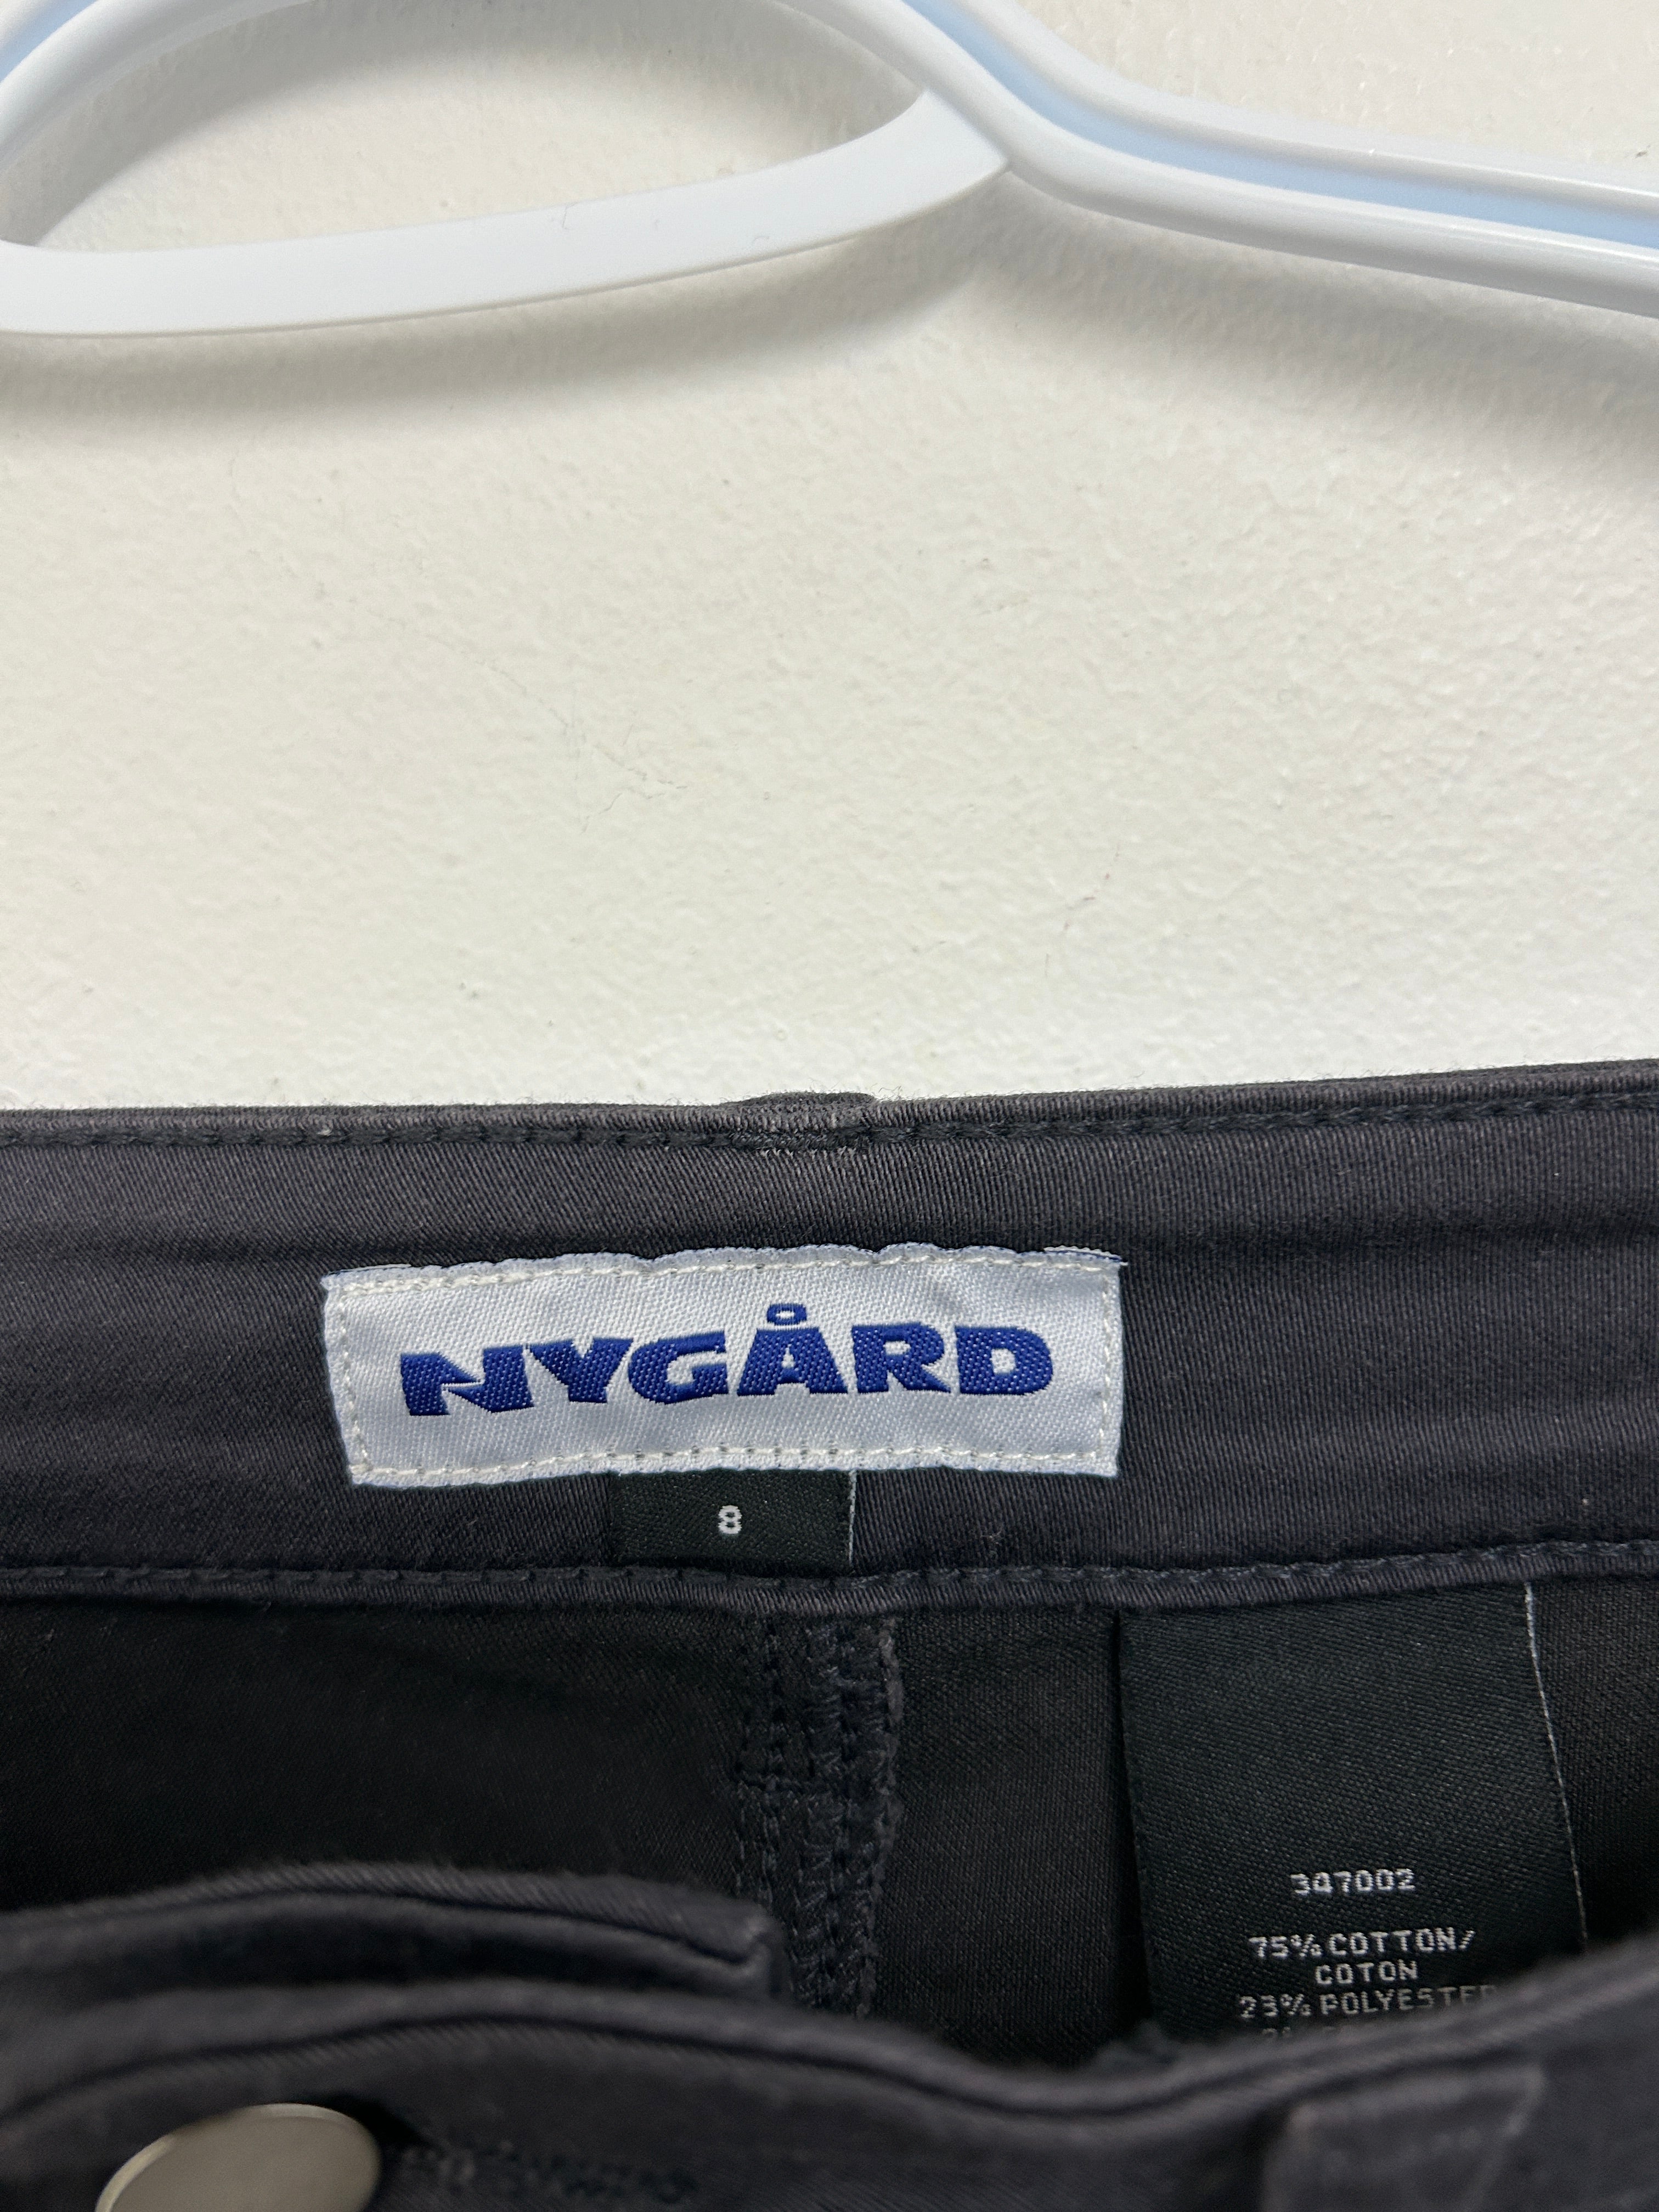 NYGÅRD
8
347002
75% COTTON/
COTON
23% POLYESTER